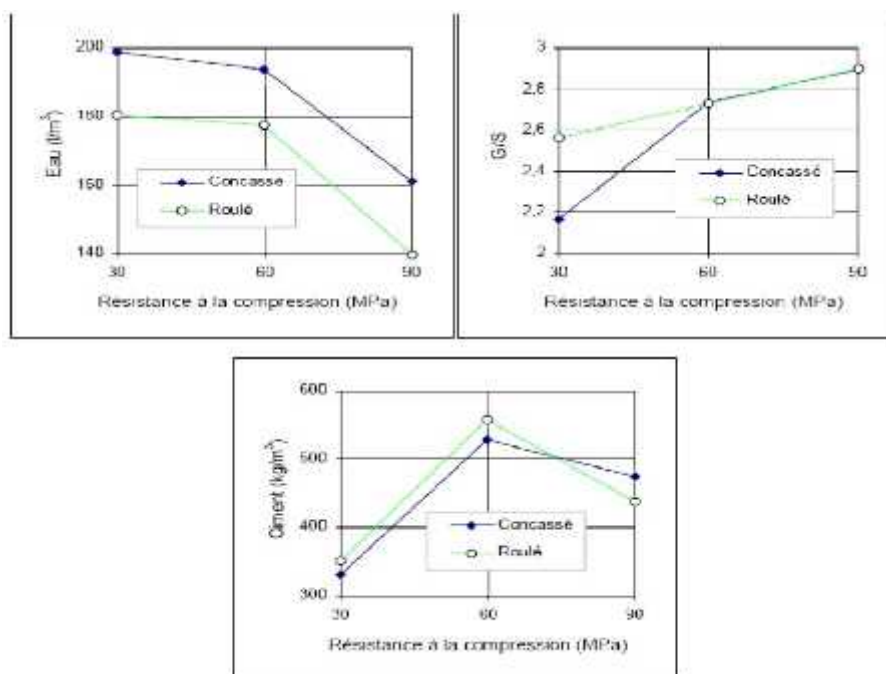 200
160
150
140
Eau (l/m³)
Concassé
Roulé
30 60 90
Résistance à la compression (MPa)
3
2,8
2,6
2,4
2,2
2
G/S
Concassé
Roulé
30 60 90
Résistance à la compression (MPa)
600
500
400
300
Ciment (kg/m³)
Concassé
Roulé
30 60 90
Résistance à la compression (MPa)